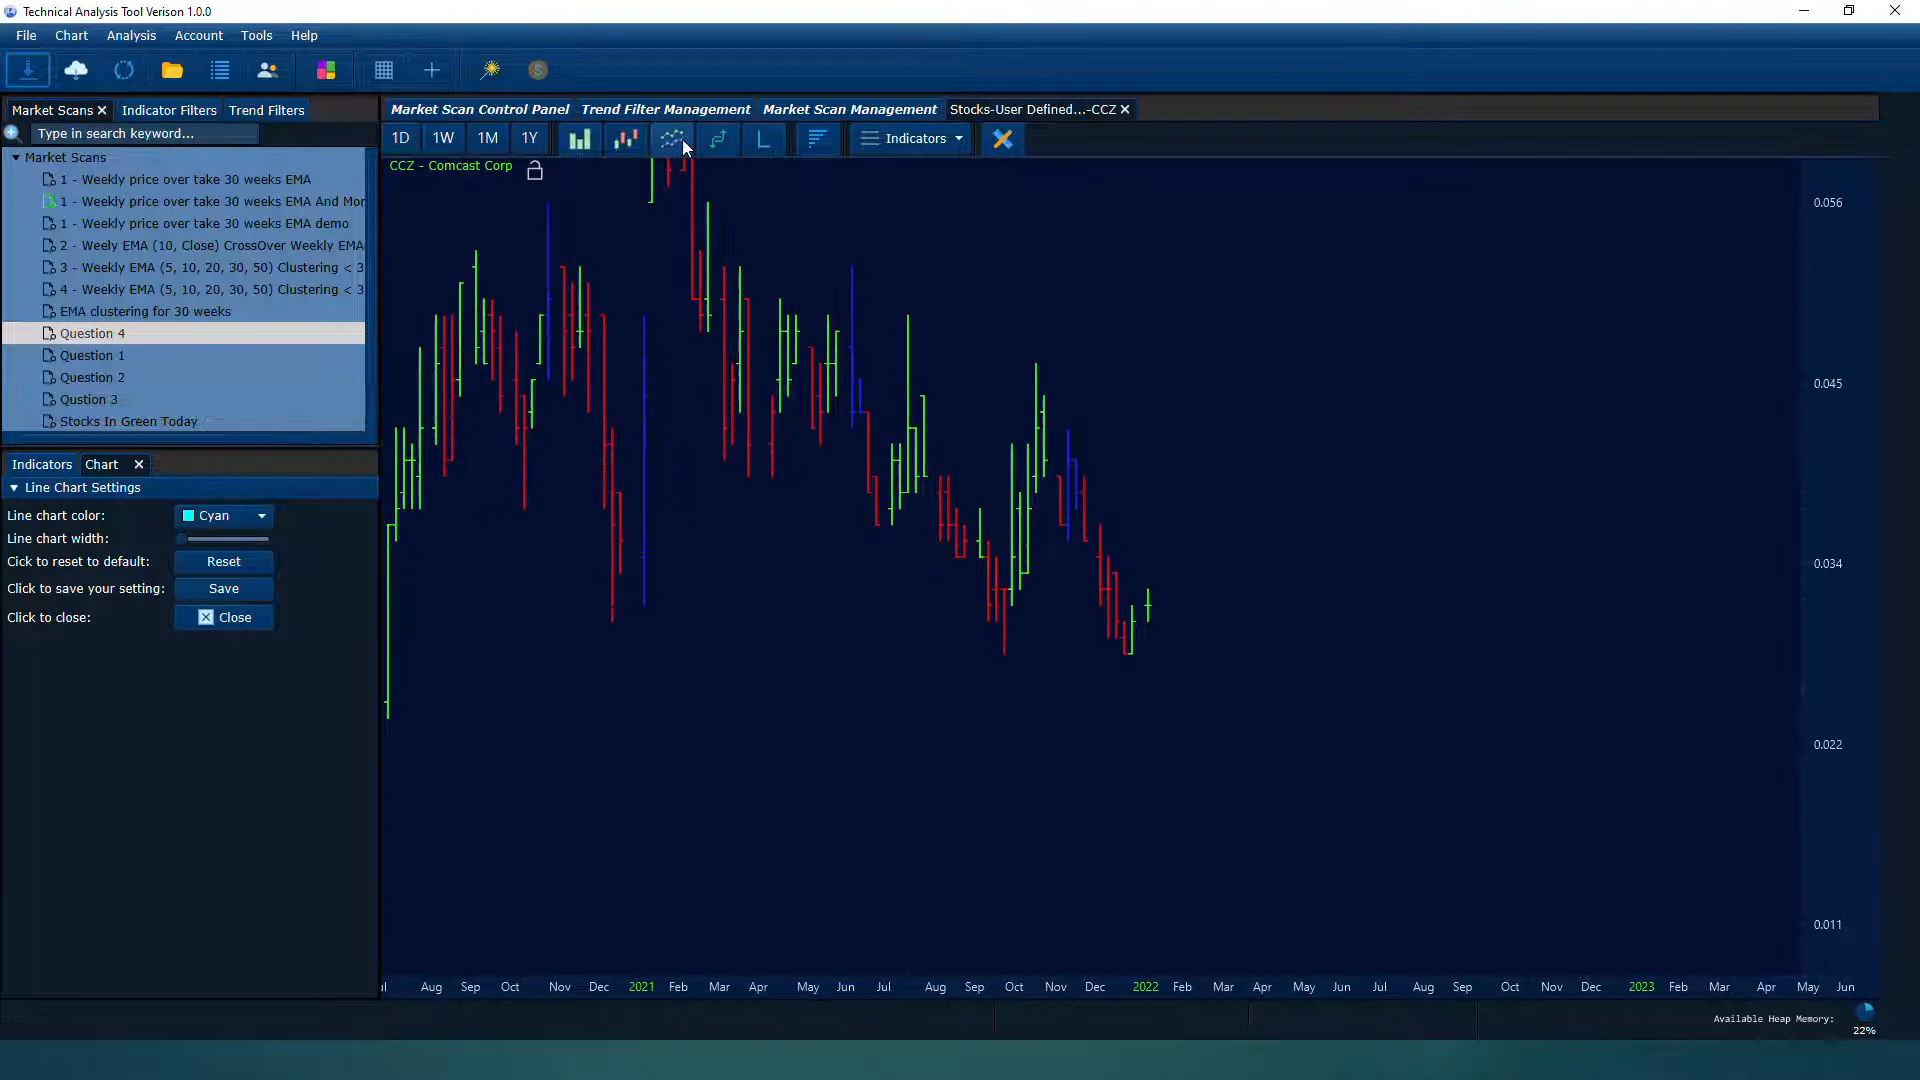 Technical Analysis Tool Verison 1.0.0
File Chart Analysis Account Tools Help
Market Scans Indicator Filters Trend Filters
Type in search keyword...
Market Scans
1 - Weekly price over take 30 weeks EMA
1 - Weekly price over take 30 weeks EMA And Mor
1 - Weekly price over take 30 weeks EMA demo
2 - Weely EMA (10, Close) CrossOver Weekly EMA
3 - Weekly EMA (5, 10, 20, 30, 50) Clustering < 3
4 - Weekly EMA (5, 10, 20, 30, 50) Clustering < 3
EMA clustering for 30 weeks
Question 4
Question 1
Question 2
Qustion 3
Stocks In Green Today
Indicators Chart
Line Chart Settings
Line chart color: Cyan
Line chart width:
Cick to reset to default: Reset
Click to save your setting: Save
Click to close: Close
Market Scan Control Panel Trend Filter Management Market Scan Management Stocks-User Defined...-CCZ
1D 1W 1M 1Y Indicators
CCZ - Comcast Corp
0.056
0.045
0.034
0.022
0.011
Aug Sep Oct Nov Dec 2021 Feb Mar Apr May Jun Jul Aug Sep Oct Nov Dec 2022 Feb Mar Apr May Jun Jul Aug Sep Oct Nov Dec 2023 Feb Mar Apr May Jun
Available Heap Memory:
22%